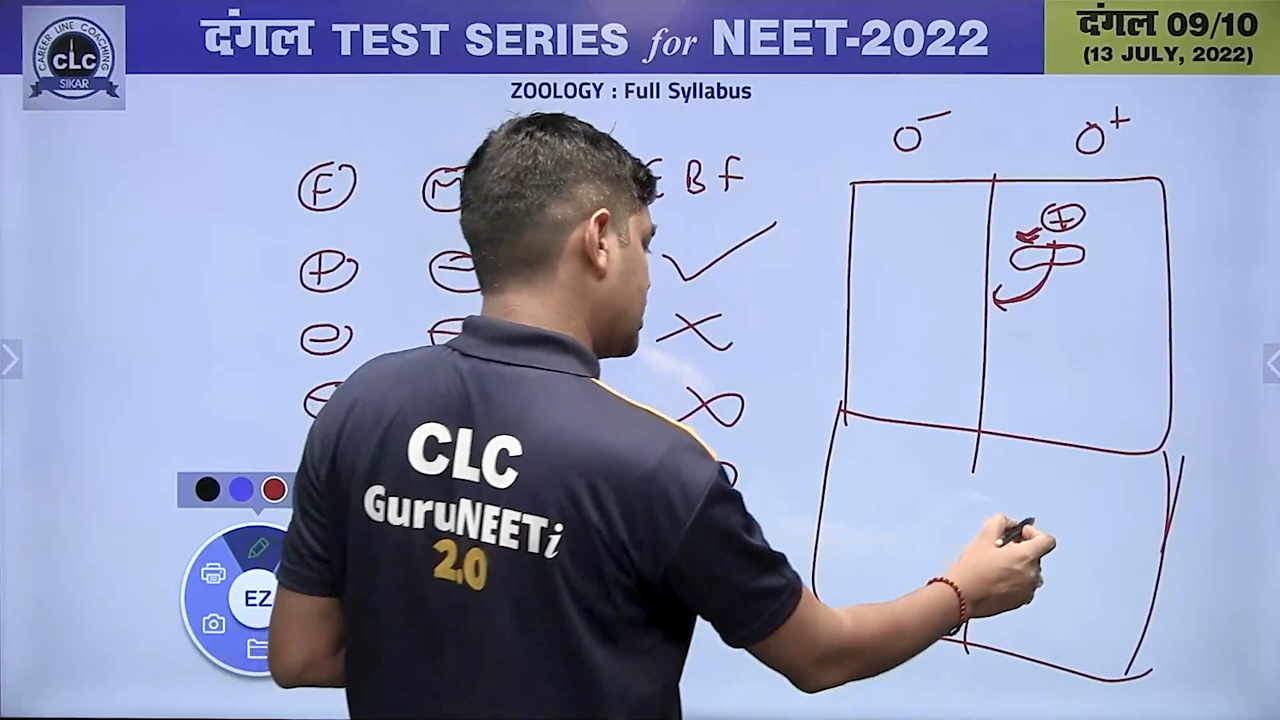 दंगल TEST SERIES for NEET-2022
दंगल 09/10
(13 JULY, 2022)
CAREER LINE COACHING
CLC
SIKAR
ZOOLOGY : Full Syllabus
O⁻ O⁺
F M B F
+ −
CLC
GuruNEETi
2.0
EZ